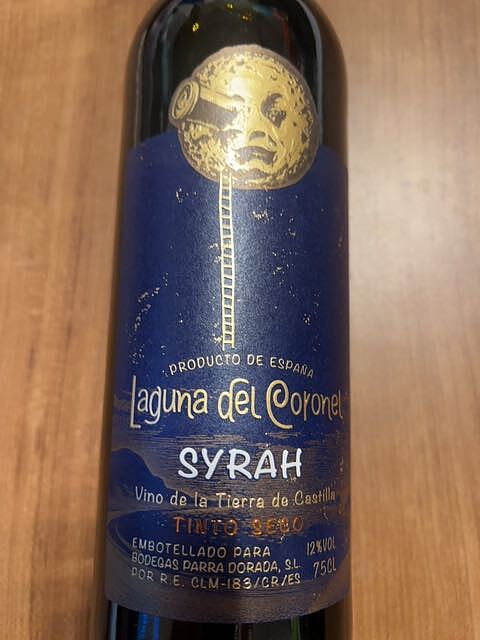 PRODUCTO DE ESPAÑA
Laguna del Coronel
SYRAH
Vino de la Tierra de Castilla
TINTO SECO
EMBOTELLADO PARA
BODEGAS PARRA DORADA, S.L.
POR R.E. CLM-183/CR/ES
12%VOL
75CL